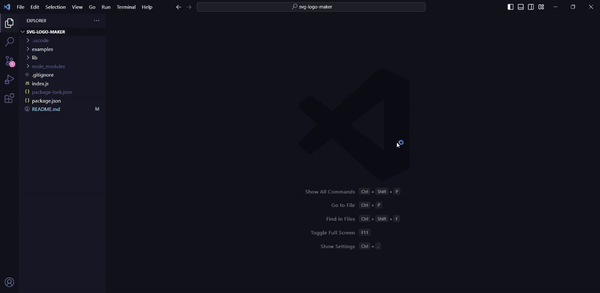 File Edit Selection View Go Run Terminal Help
svg-logo-maker
EXPLORER
SVG-LOGO-MAKER
.vscode
examples
lib
node_modules
.gitignore
index.js
package-lock.json
package.json
README.md M
Show All Commands Ctrl + Shift + P
Go to File Ctrl + P
Find in Files Ctrl + Shift + F
Toggle Full Screen F11
Show Settings Ctrl + ,